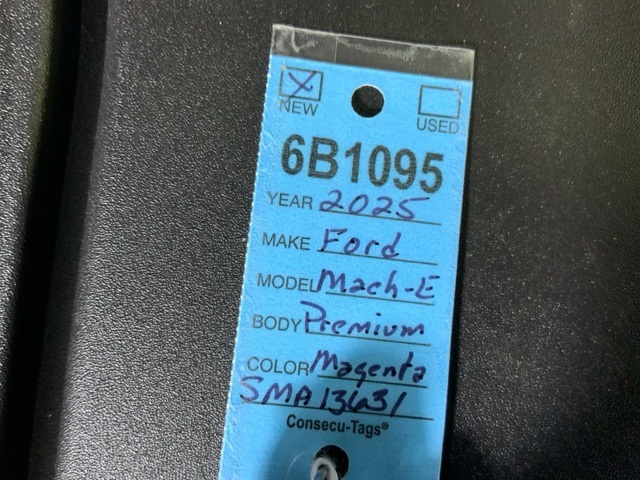 X
NEW
USED
6B1095
YEAR 2025
MAKE Ford
MODEL Mach-E
BODY Premium
COLOR Magenta
SMA13631
Consecu-Tags®